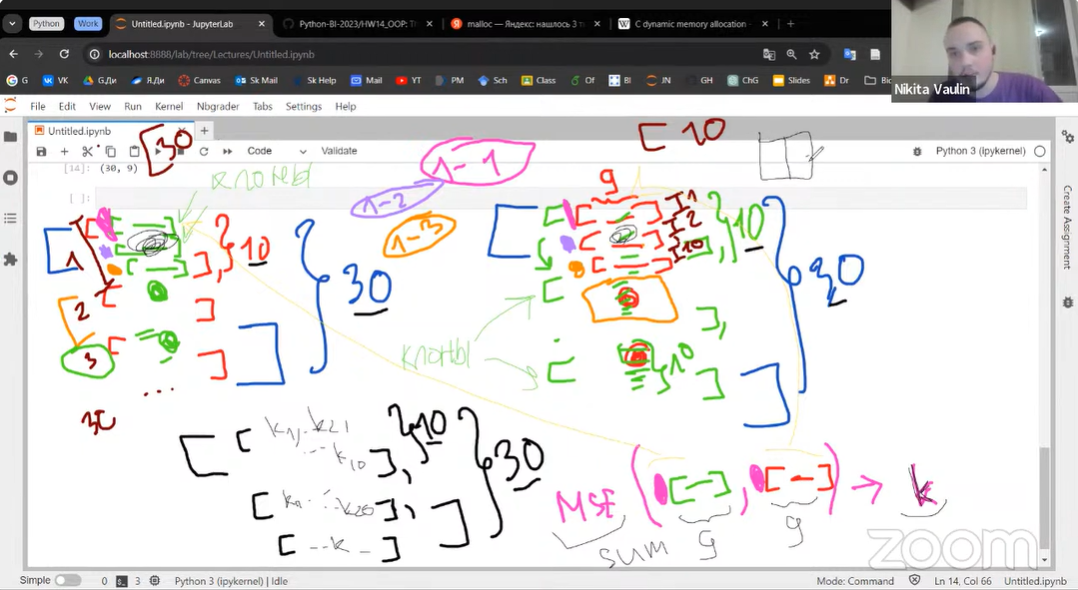 Python
Work
Untitled.ipynb - JupyterLab
Python-BI-2023/HW14_OOP:
malloc — Яндекс: нашлось 3
C dynamic memory allocation -
localhost:8888/lab/tree/Lectures/Untitled.ipynb
G
VK
G.Ди
Я.Ди
Canvas
Sk Mail
Sk Help
Mail
YT
PM
Sch
Class
Of
BI
JN
GH
ChG
Slides
Dr
Nikita Vaulin
File
Edit
View
Run
Kernel
Nbgrader
Tabs
Settings
Help
Untitled.ipynb
Code
Validate
Python 3 (ipykernel)
[14]: (30, 9)
[ ]:
[30
[10
1-1
1-2
1-3
клоны
9
1
2
10
}10
}30
1
2
3
...
30
}10
}30
клоны
}10
[[k1, k21
... k10],
}10
}30
[... k20],
[...k_]]
MSE ([—], [—]) → k
sum
9
9
zoom
Create Assignment
Simple
0
3
Python 3 (ipykernel) | Idle
Mode: Command
Ln 14, Col 66
Untitled.ipynb